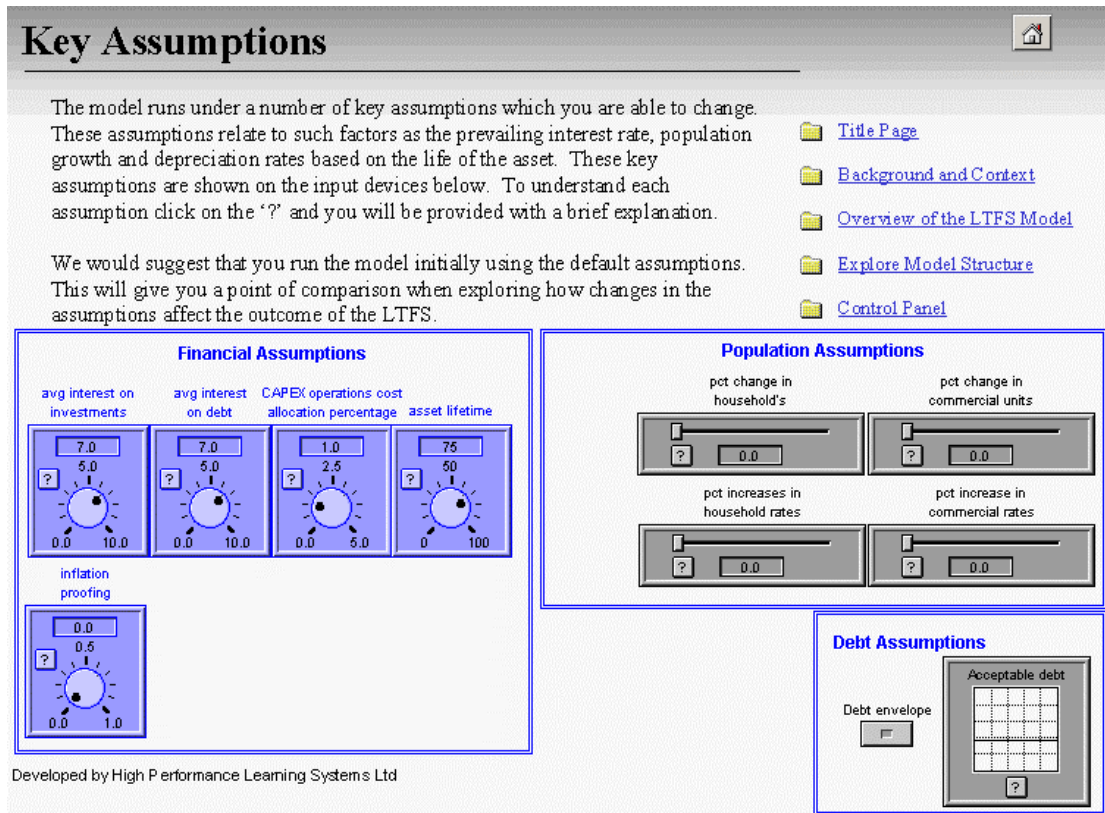 Key Assumptions
The model runs under a number of key assumptions which you are able to change.
These assumptions relate to such factors as the prevailing interest rate, population
growth and depreciation rates based on the life of the asset. These key
assumptions are shown on the input devices below. To understand each
assumption click on the ‘?’ and you will be provided with a brief explanation.
We would suggest that you run the model initially using the default assumptions.
This will give you a point of comparison when exploring how changes in the
assumptions affect the outcome of the LTFS.
Title Page
Background and Context
Overview of the LTFS Model
Explore Model Structure
Control Panel
Financial Assumptions
avg interest on
investments
7.0
5.0
?
0.0 10.0
avg interest
on debt
7.0
5.0
?
0.0 10.0
CAPEX operations cost
allocation percentage
1.0
2.5
?
0.0 5.0
asset lifetime
75
50
?
0 100
inflation
proofing
0.0
0.5
?
0.0 1.0
Population Assumptions
pct change in
household's
? 0.0
pct change in
commercial units
? 0.0
pct increases in
household rates
? 0.0
pct increase in
commercial rates
? 0.0
Debt Assumptions
Debt envelope
Acceptable debt
?
Developed by High Performance Learning Systems Ltd